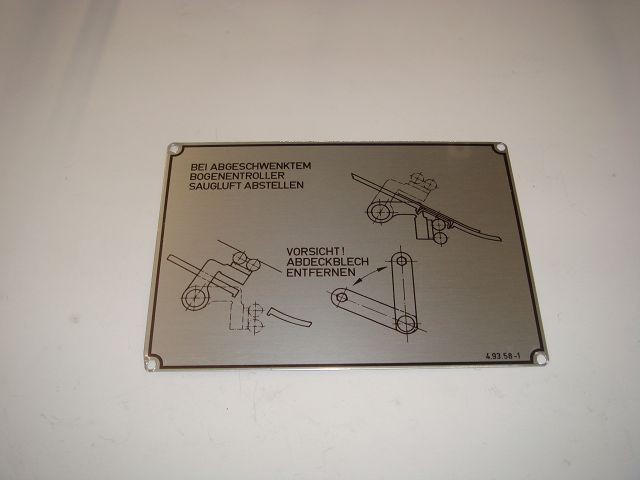 BEI ABGESCHWENKTEM
BOGENENTROLLER
SAUGLUFT ABSTELLEN
VORSICHT!
ABDECKBLECH
ENTFERNEN
4.93.58-1